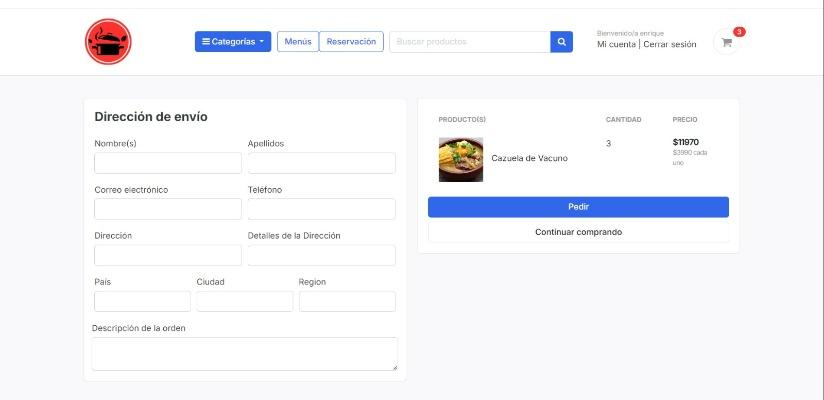 Categorías
Menús
Reservación
Buscar productos
Bienvenido/a enrique
Mi cuenta | Cerrar sesión
3
Dirección de envío
Nombre(s)
Apellidos
Correo electrónico
Teléfono
Dirección
Detalles de la Dirección
País
Ciudad
Region
Descripción de la orden
PRODUCTO(S)
CANTIDAD
PRECIO
Cazuela de Vacuno
3
$11970
$3990 cada
uno
Pedir
Continuar comprando